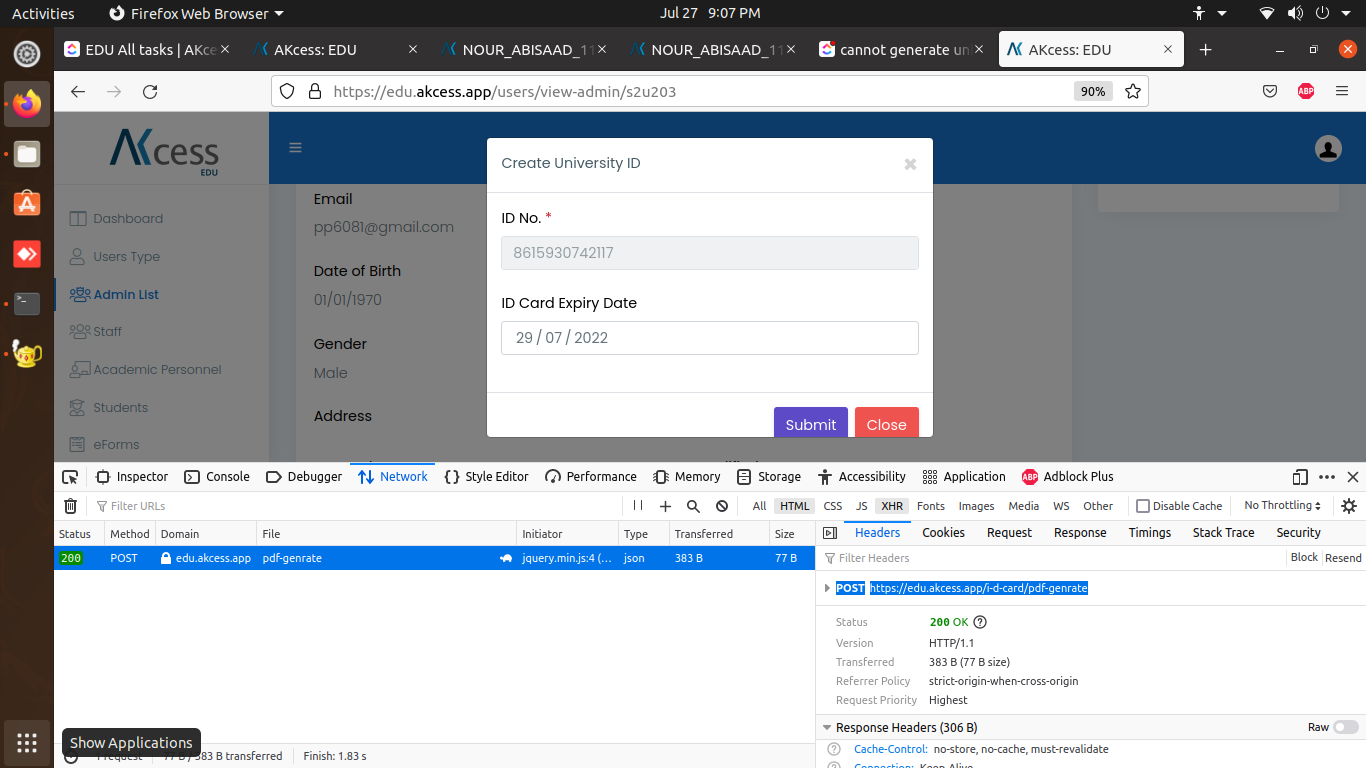 Activities Firefox Web Browser Jul 27 9:07 PM
EDU All tasks | AKce AKcess: EDU NOUR_ABISAAD_11 NOUR_ABISAAD_11 cannot generate un AKcess: EDU
https://edu.akcess.app/users/view-admin/s2u203 90% ABP
AKcess
EDU
Dashboard
Users Type
Admin List
Staff
Academic Personnel
Students
eForms
Email
pp6081@gmail.com
Date of Birth
01/01/1970
Gender
Male
Address
Create University ID
ID No. *
8615930742117
ID Card Expiry Date
29 / 07 / 2022
Submit Close
Inspector Console Debugger Network Style Editor Performance Memory Storage Accessibility Application ABP Adblock Plus
Filter URLs All HTML CSS JS XHR Fonts Images Media WS Other Disable Cache No Throttling
Status Method Domain File Initiator Type Transferred Size
200 POST edu.akcess.app pdf-genrate jquery.min.js:4 (... json 383 B 77 B
Headers Cookies Request Response Timings Stack Trace Security
Filter Headers Block Resend
POST https://edu.akcess.app/i-d-card/pdf-genrate
Status 200 OK
Version HTTP/1.1
Transferred 383 B (77 B size)
Referrer Policy strict-origin-when-cross-origin
Request Priority Highest
Response Headers (306 B) Raw
Cache-Control: no-store, no-cache, must-revalidate
Connection: Keep-Alive
Show Applications
1 request 77 B / 383 B transferred Finish: 1.83 s